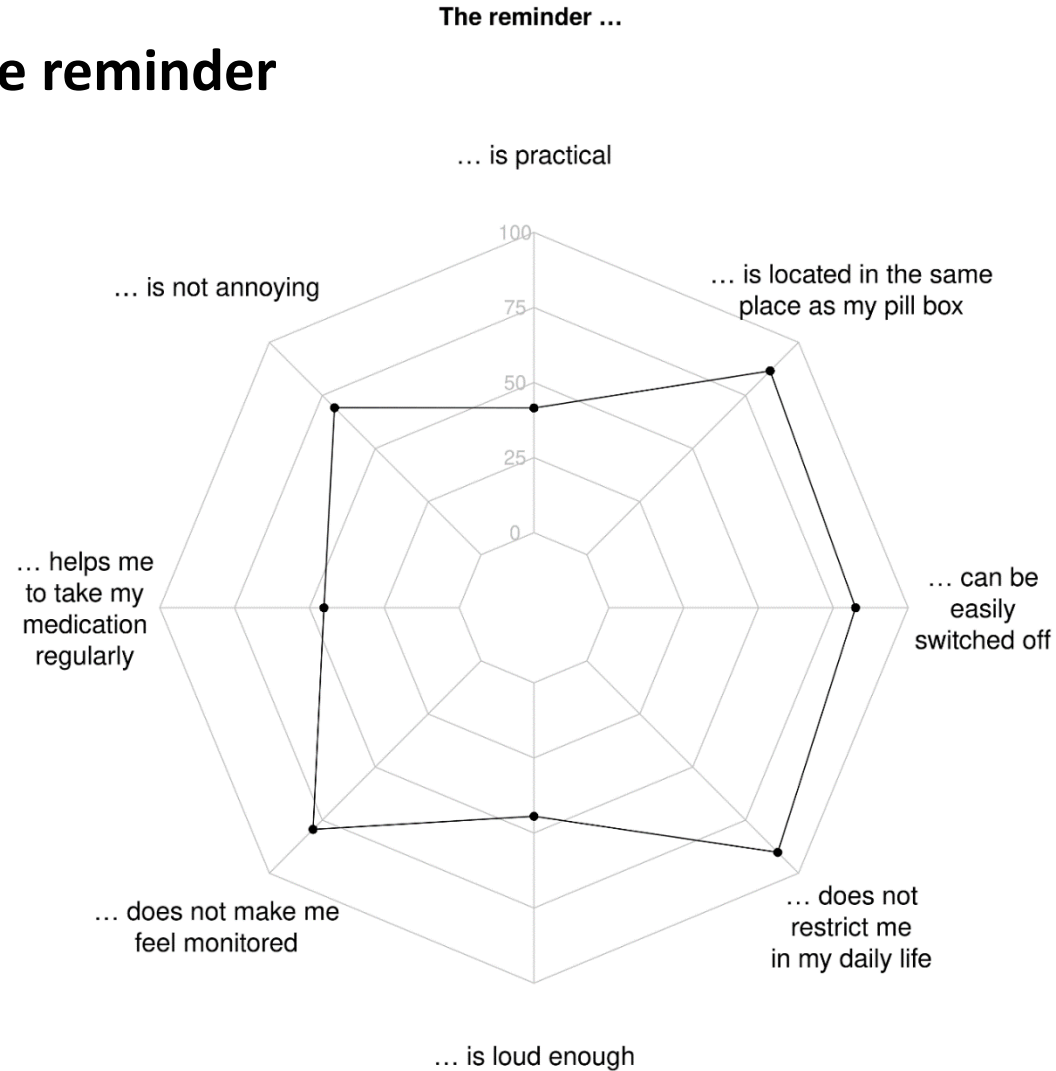 The reminder …
e reminder
… is practical
… is located in the same
place as my pill box
… is not annoying
100
75
50
25
0
… can be
easily
switched off
… helps me
to take my
medication
regularly
… does not
restrict me
in my daily life
… does not make me
feel monitored
… is loud enough